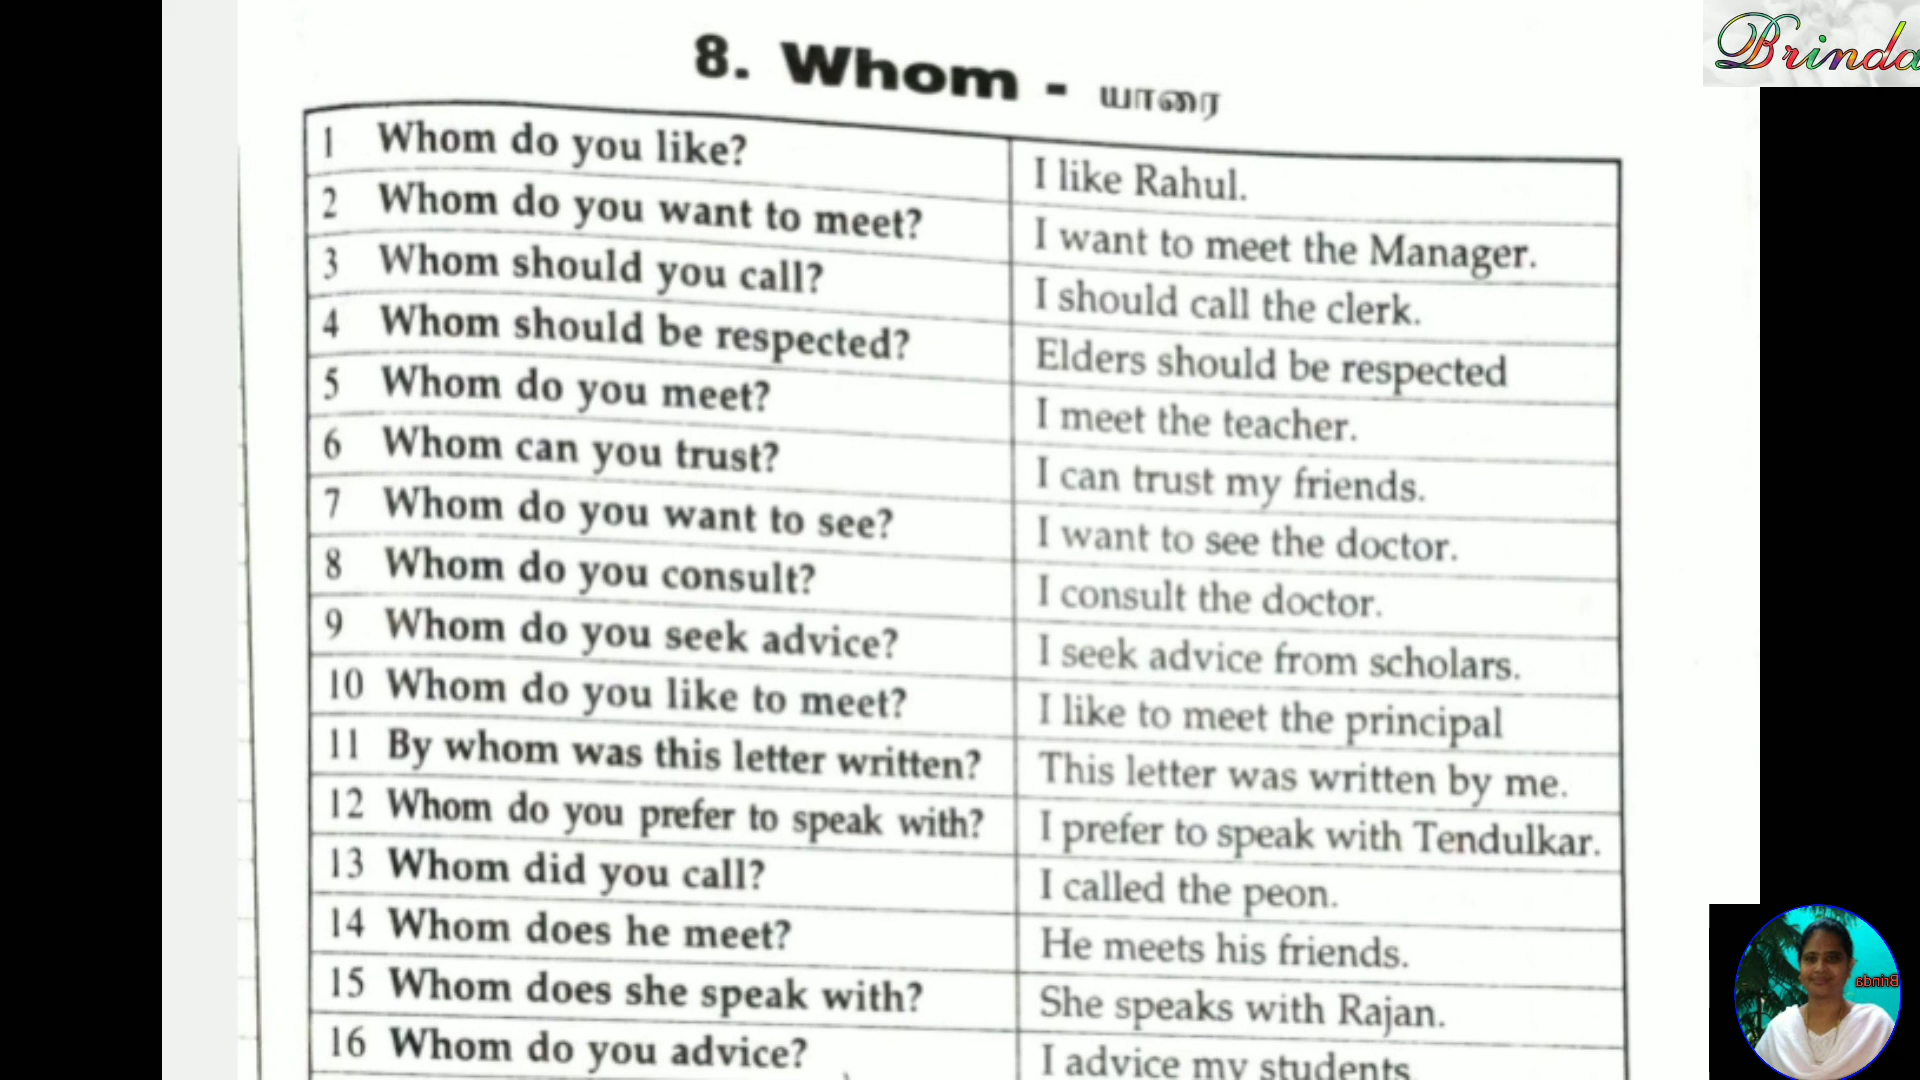 Brinda
8. Whom - யாரை
1 Whom do you like? I like Rahul.
2 Whom do you want to meet? I want to meet the Manager.
3 Whom should you call? I should call the clerk.
4 Whom should be respected? Elders should be respected
5 Whom do you meet? I meet the teacher.
6 Whom can you trust? I can trust my friends.
7 Whom do you want to see? I want to see the doctor.
8 Whom do you consult? I consult the doctor.
9 Whom do you seek advice? I seek advice from scholars.
10 Whom do you like to meet? I like to meet the principal
11 By whom was this letter written? This letter was written by me.
12 Whom do you prefer to speak with? I prefer to speak with Tendulkar.
13 Whom did you call? I called the peon.
14 Whom does he meet? He meets his friends.
15 Whom does she speak with? She speaks with Rajan.
16 Whom do you advice? I advice my students.
Brinda